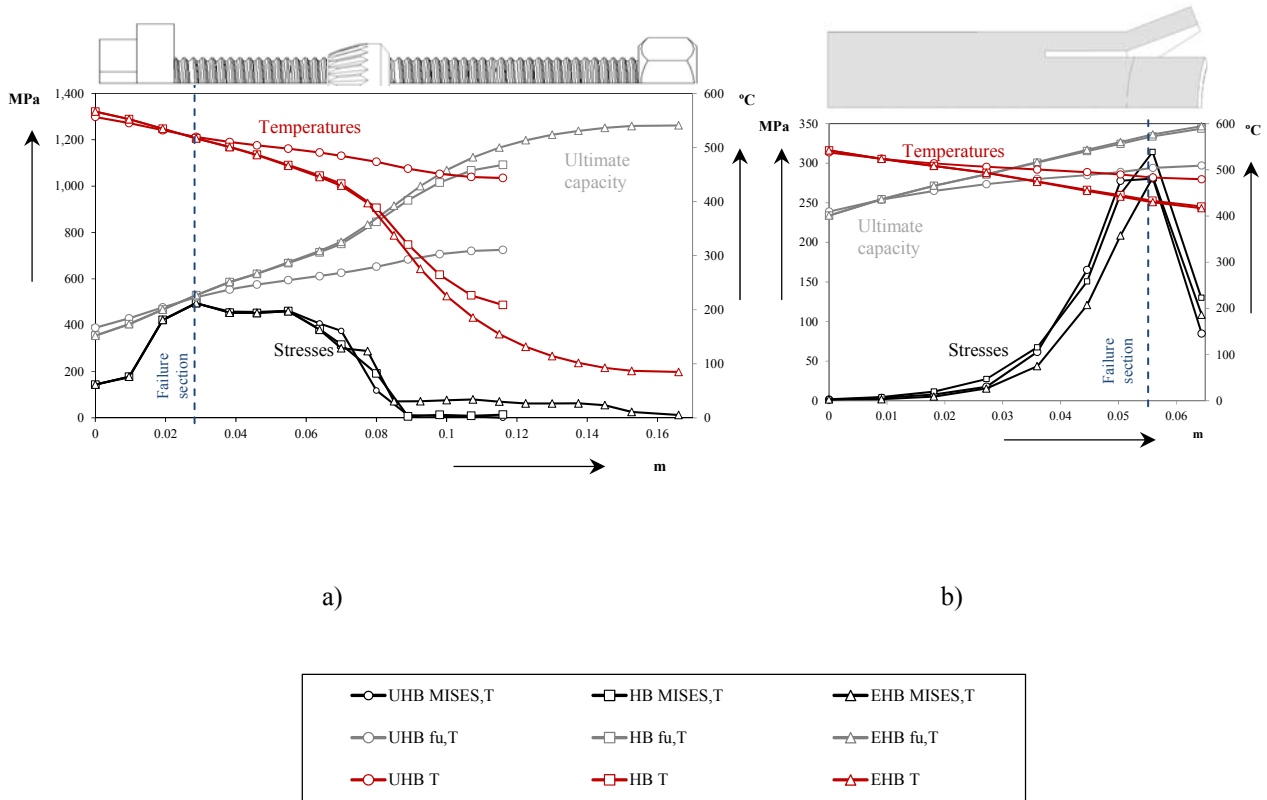 MPa
1,400
1,200
1,000
800
600
400
200
0
0 0.02 0.04 0.06 0.08 0.1 0.12 0.14 0.16
m
600
500
400
300
200
100
0
ºC
Temperatures
Ultimate
capacity
Stresses
Failure
section
a)
MPa
350
300
250
200
150
100
50
0
0 0.01 0.02 0.03 0.04 0.05 0.06
m
600
500
400
300
200
100
0
ºC
Temperatures
Ultimate
capacity
Stresses
Failure
section
b)
UHB MISES,T HB MISES,T EHB MISES,T
UHB fu,T HB fu,T EHB fu,T
UHB T HB T EHB T